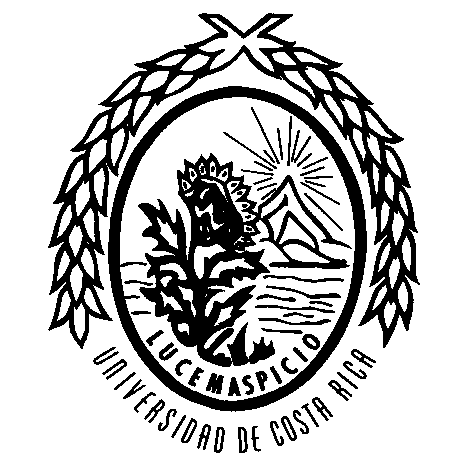 LUCEMASPICIO
UNIVERSIDAD DE COSTA RICA